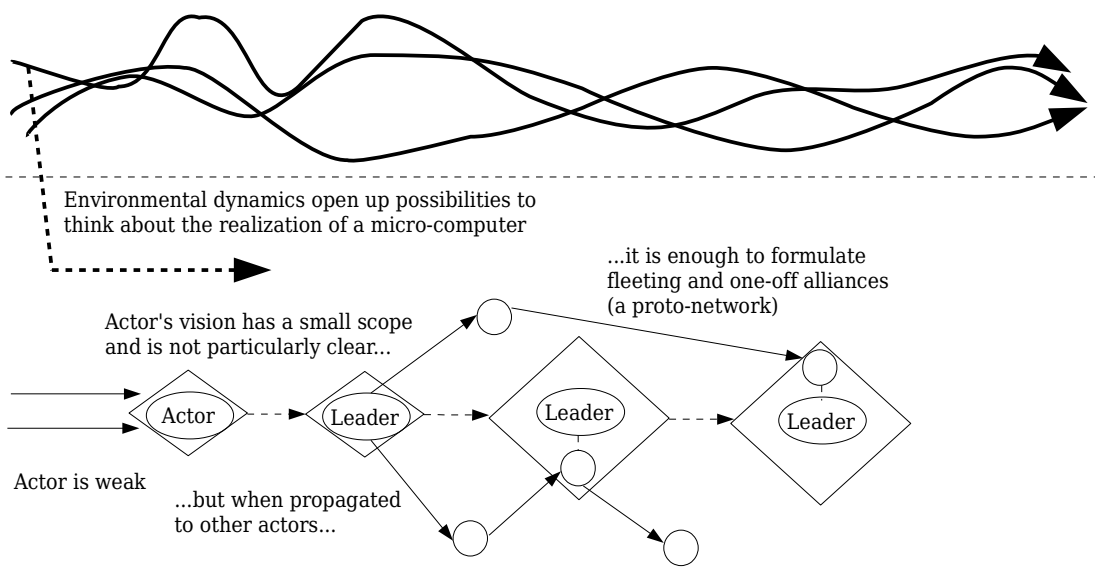 Environmental dynamics open up possibilities to
think about the realization of a micro-computer
...it is enough to formulate
fleeting and one-off alliances
(a proto-network)
Actor's vision has a small scope
and is not particularly clear...
Actor
Leader
Leader
Leader
Actor is weak
...but when propagated
to other actors...